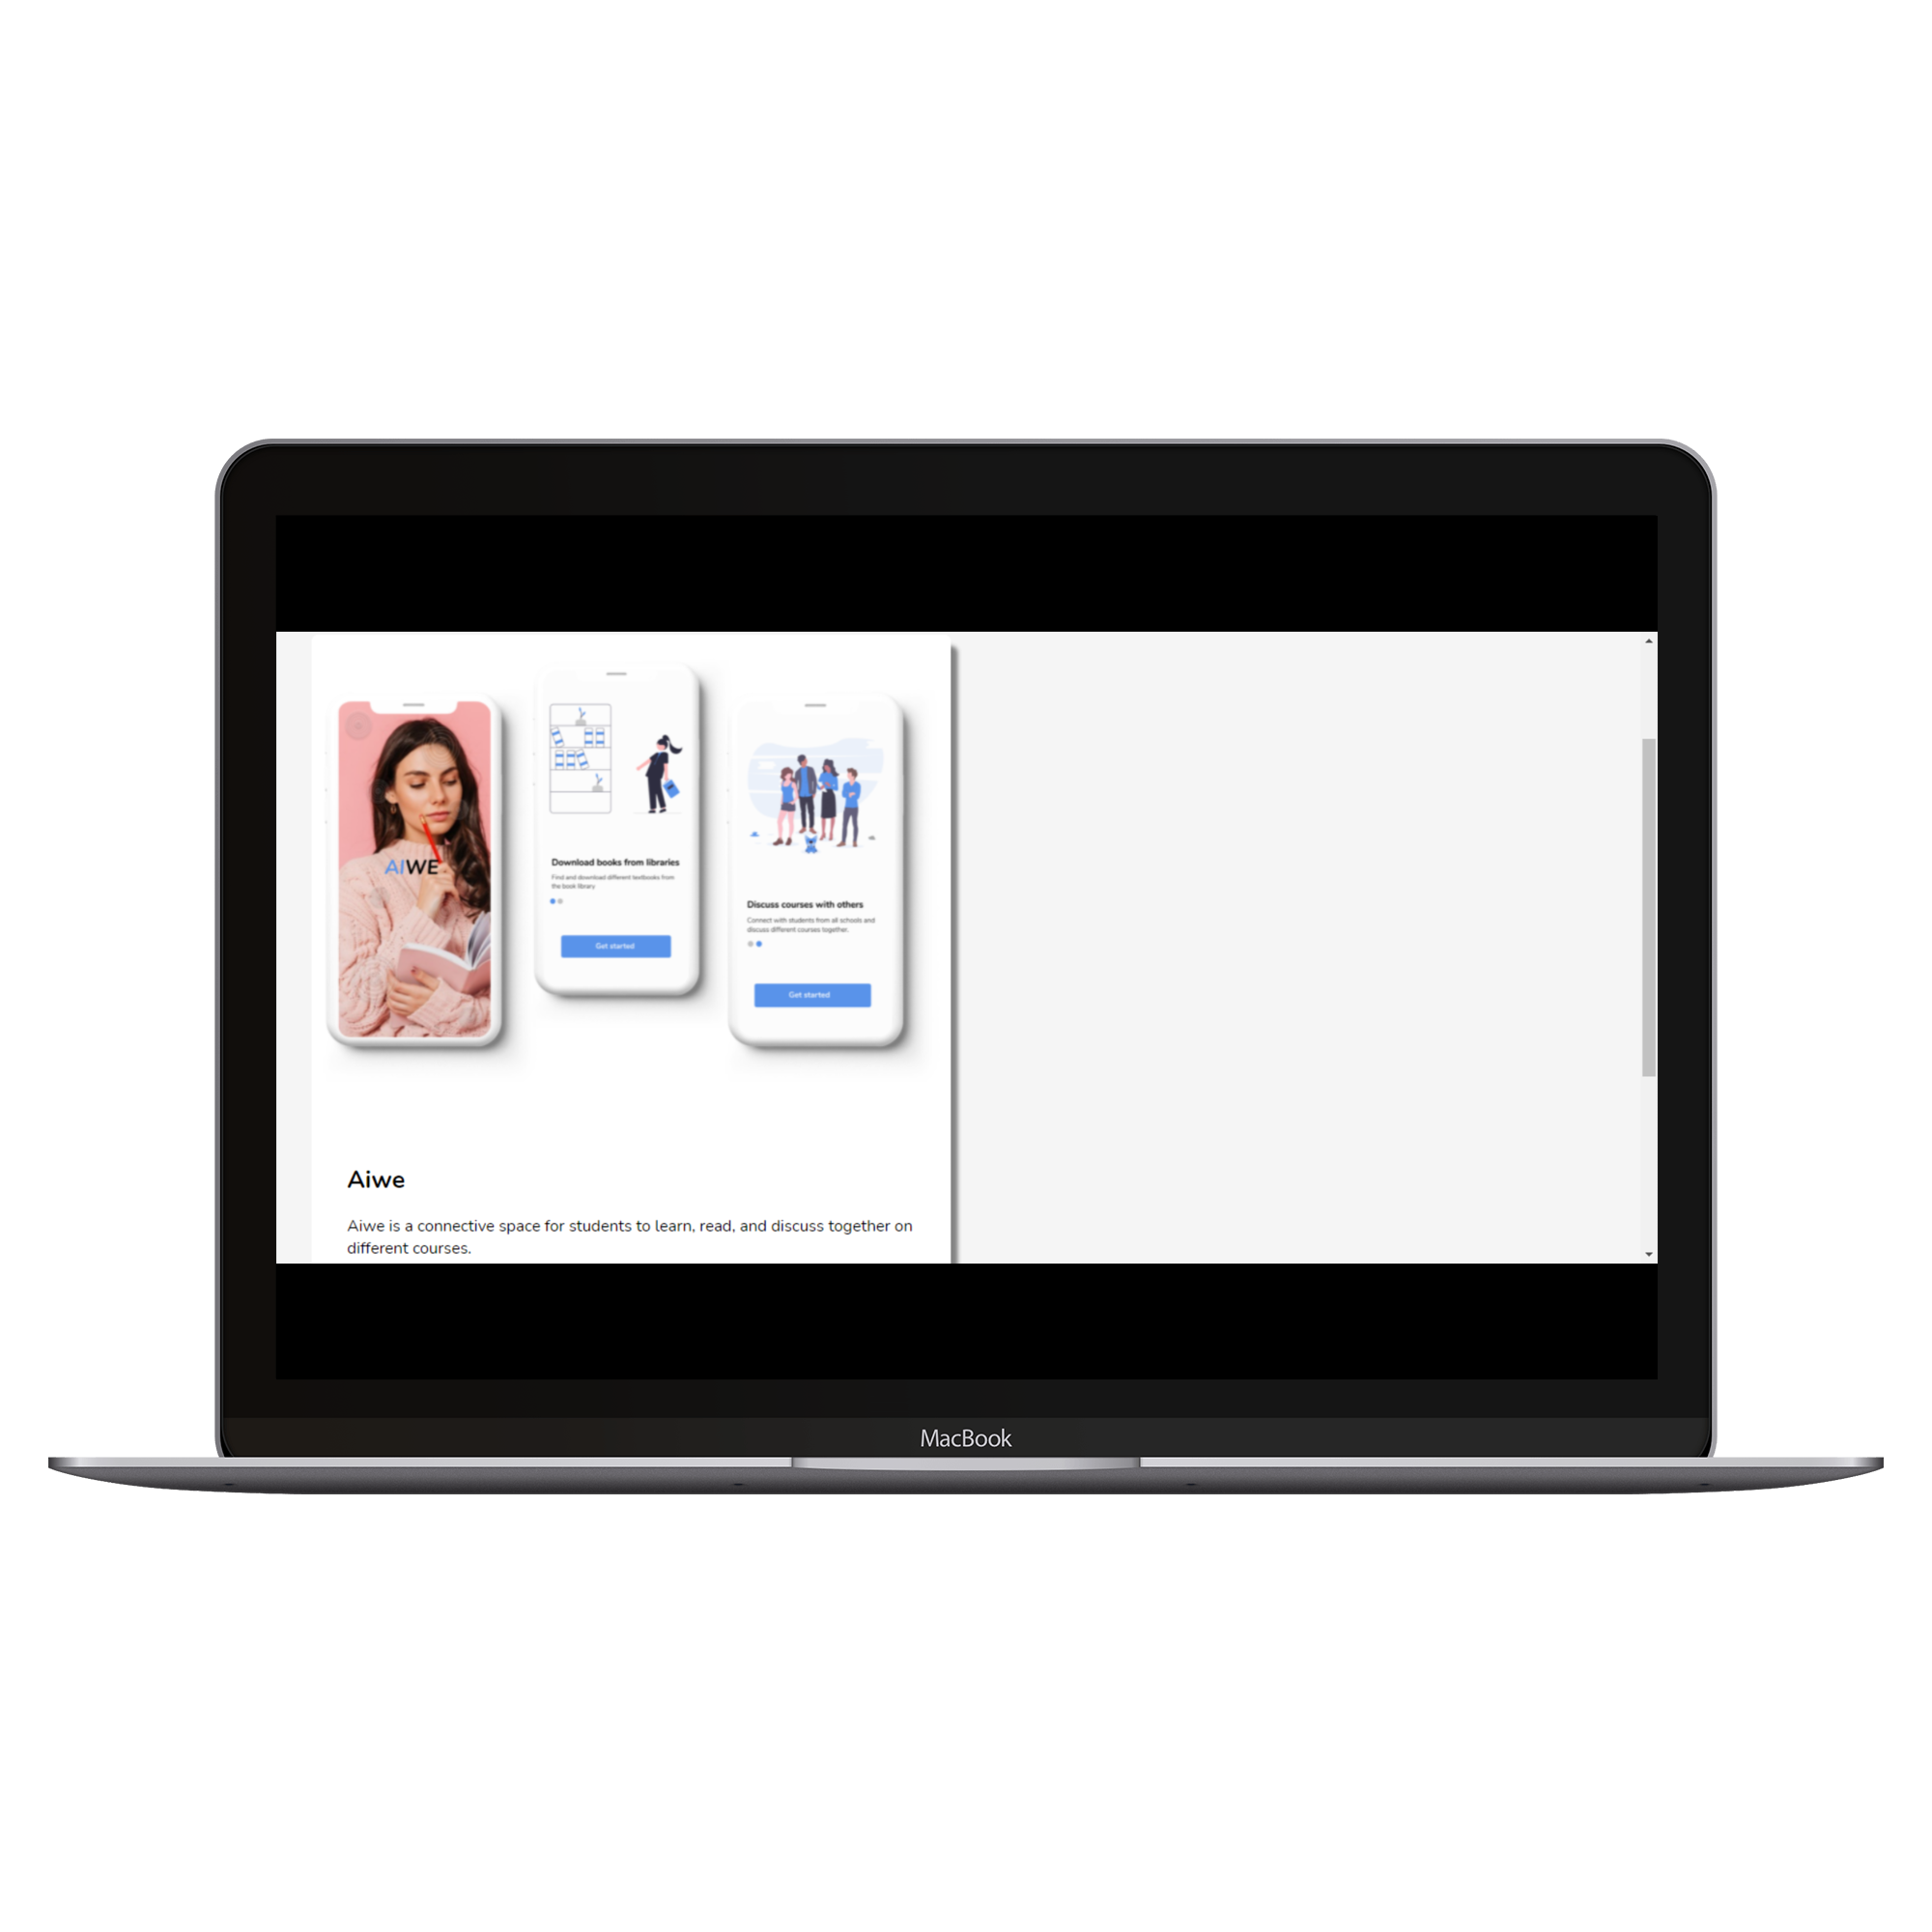 AIWE
Download books from libraries
Find and download different textbooks from
the book library
Get started
Discuss courses with others
Connect with students from all schools and
discuss different courses together.
Get started
Aiwe
Aiwe is a connective space for students to learn, read, and discuss together on
different courses.
MacBook